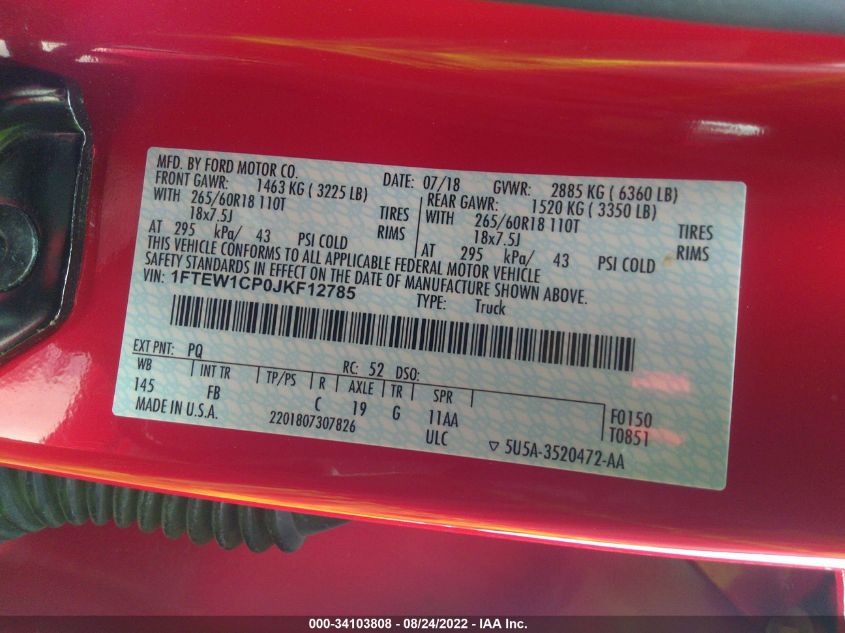 MFD. BY FORD MOTOR CO. DATE: 07/18 GVWR: 2885 KG ( 6360 LB)
FRONT GAWR: 1463 KG ( 3225 LB) REAR GAWR: 1520 KG ( 3350 LB)
WITH 265/60R18 110T TIRES WITH 265/60R18 110T TIRES
18x7.5J RIMS 18x7.5J RIMS
AT 295 kPa/ 43 PSI COLD AT 295 kPa/ 43 PSI COLD
THIS VEHICLE CONFORMS TO ALL APPLICABLE FEDERAL MOTOR VEHICLE
SAFETY STANDARDS IN EFFECT ON THE DATE OF MANUFACTURE SHOWN ABOVE.
VIN: 1FTEW1CP0JKF12785 TYPE: Truck
EXT PNT: PQ RC: 52 DSO:
WB INT TR TP/PS R AXLE TR SPR
145 FB C 19 G 11AA F0150
MADE IN U.S.A. 2201807307826 ULC T0851
▽ 5U5A-3520472-AA
000-34103808 - 08/24/2022 - IAA Inc.